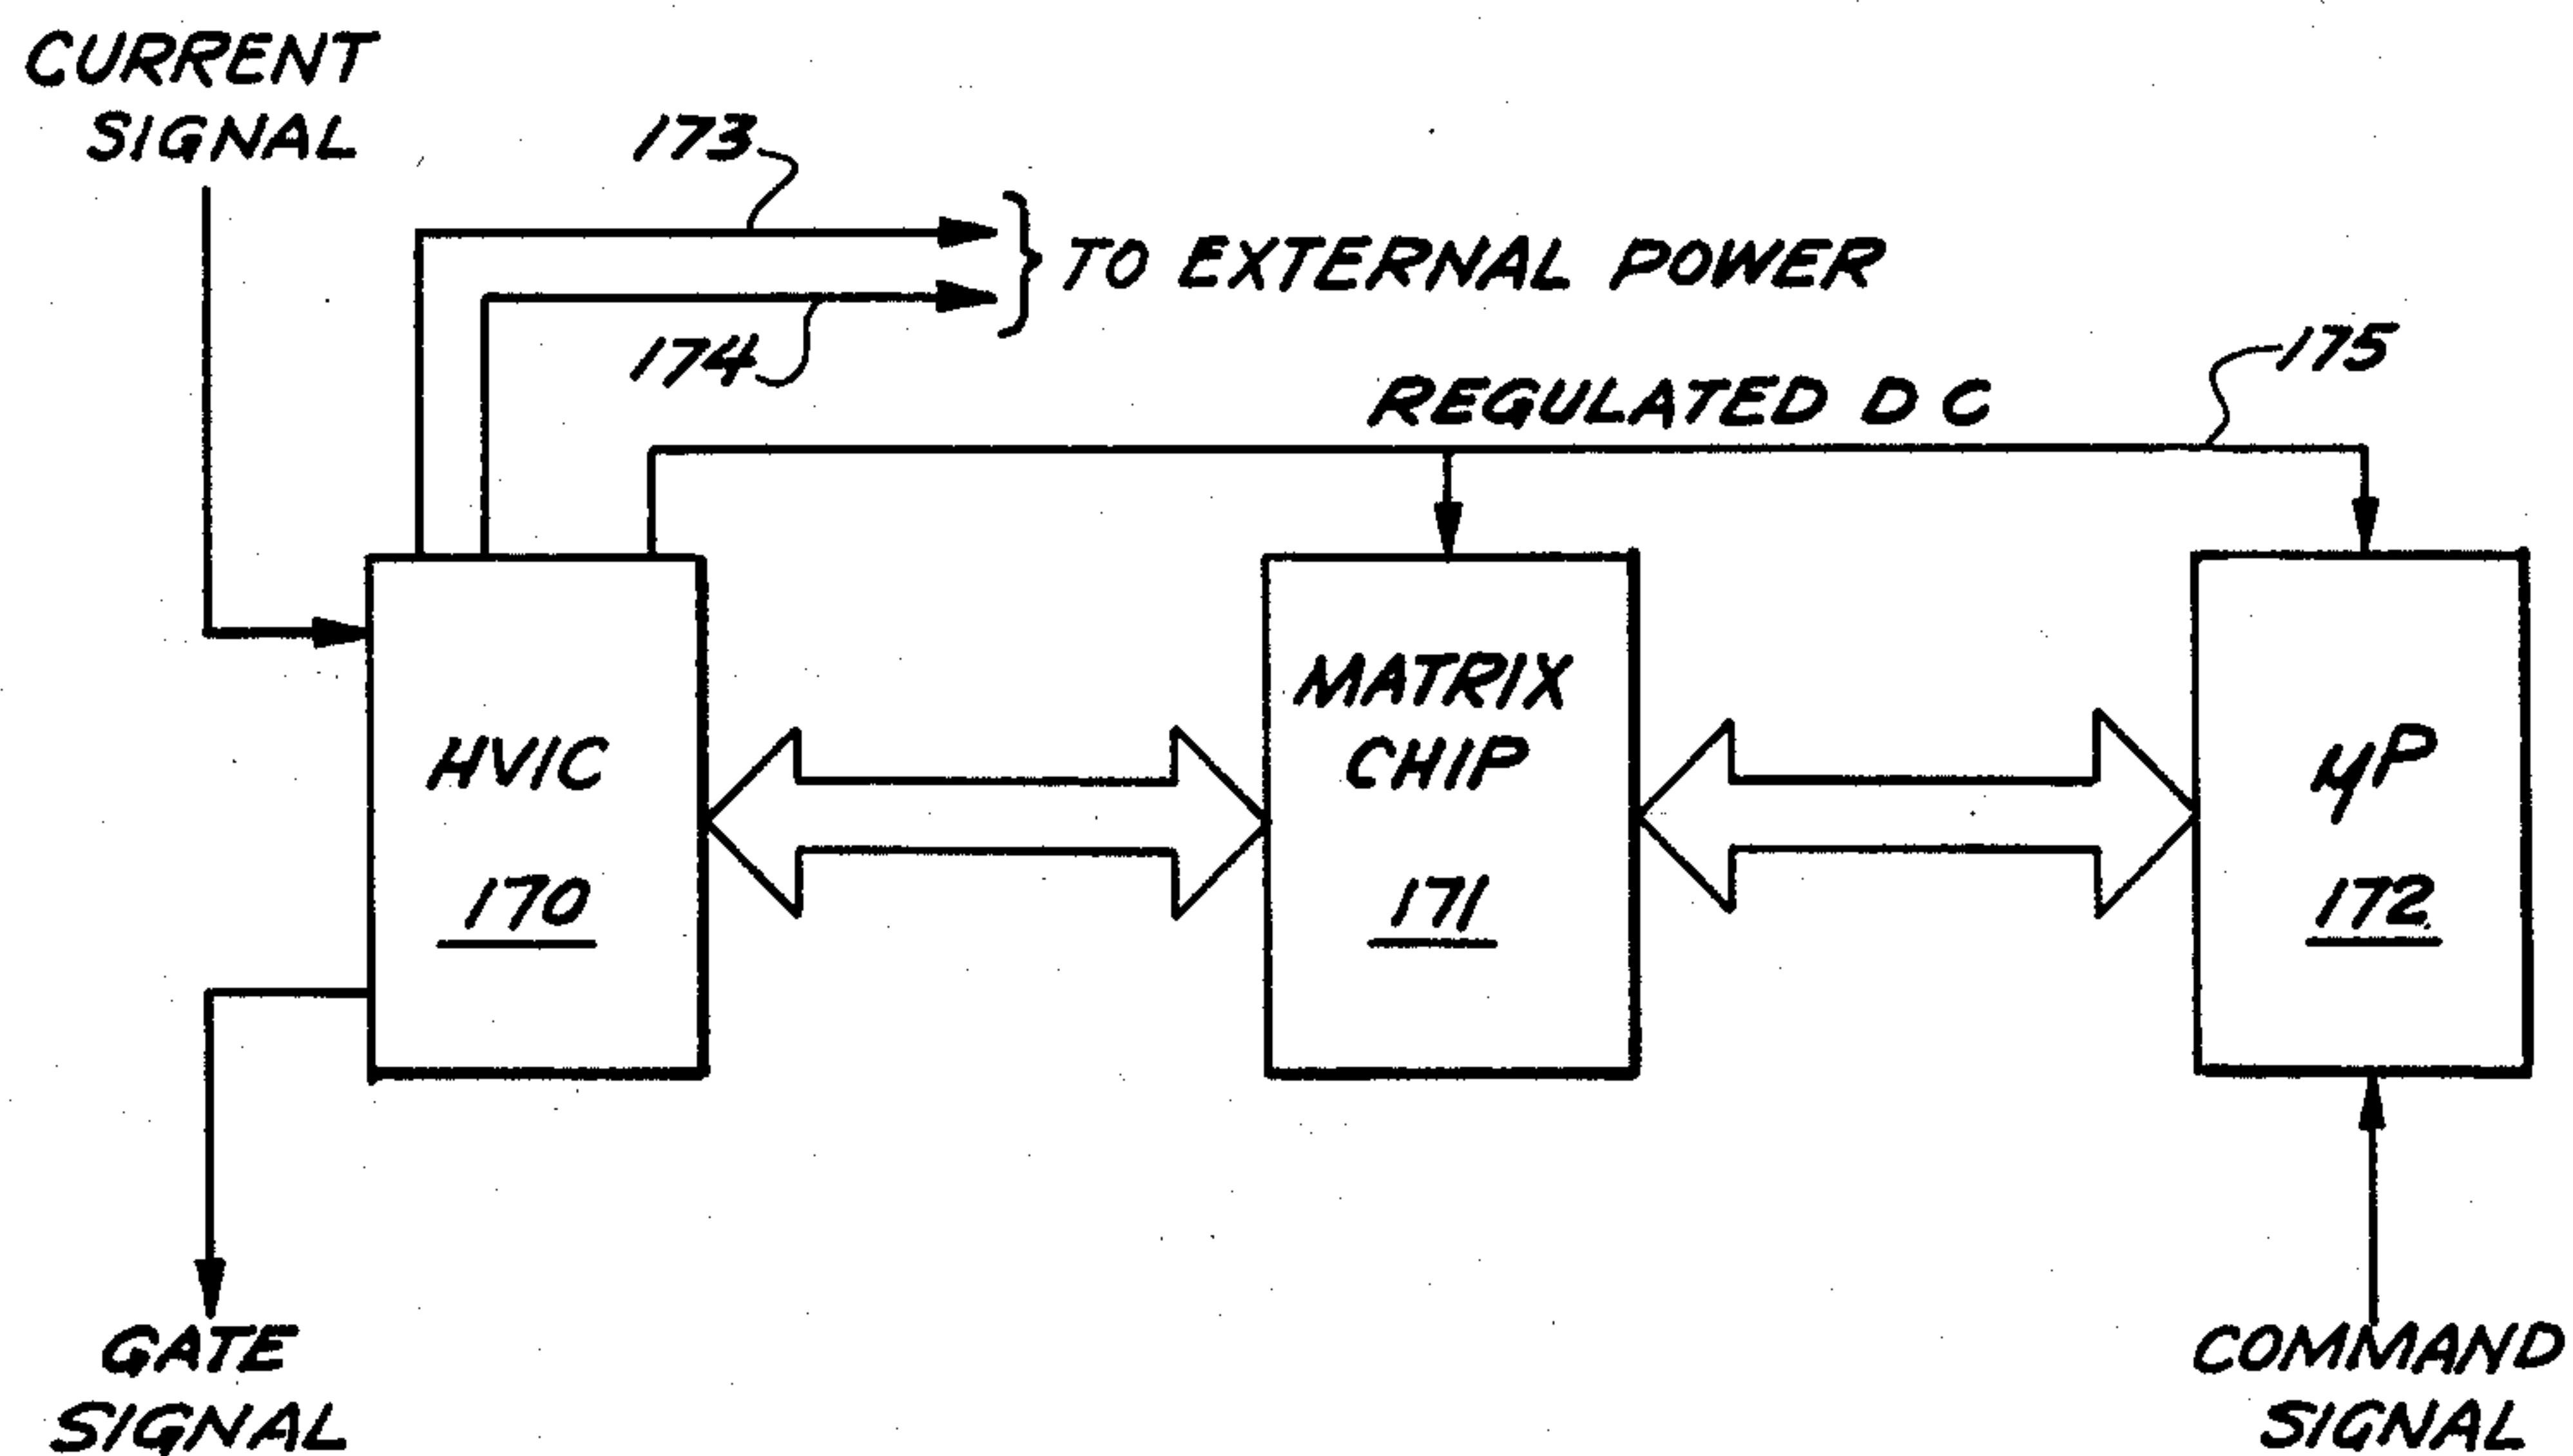 CURRENT
SIGNAL
173
TO EXTERNAL POWER
174
175
REGULATED DC
HVIC
170
MATRIX
CHIP
171
μP
172
GATE
SIGNAL
COMMAND
SIGNAL